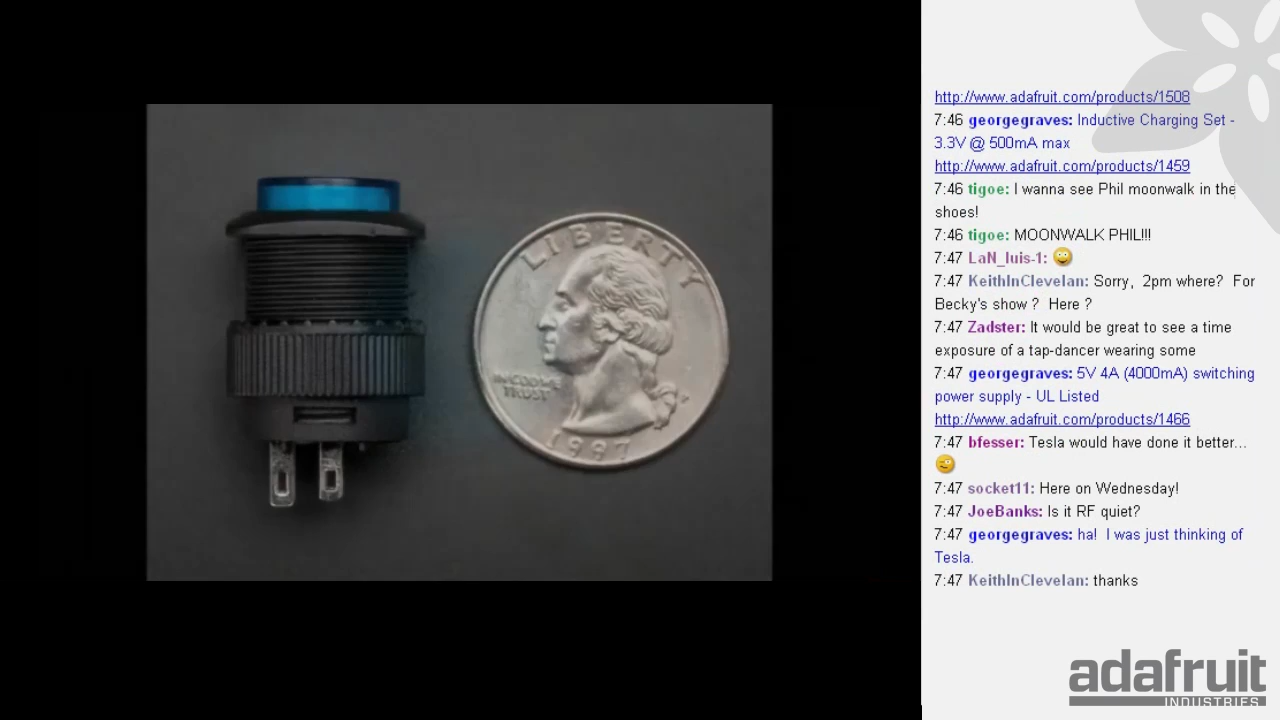 LIBERTY
IN GOD WE
TRUST
1997
http://www.adafruit.com/products/1508
7:46 georgegraves: Inductive Charging Set -
3.3V @ 500mA max
http://www.adafruit.com/products/1459
7:46 tigoe: I wanna see Phil moonwalk in the
shoes!
7:46 tigoe: MOONWALK PHIL!!!
7:47 LaN_luis-1:
7:47 KeithInClevelan: Sorry, 2pm where? For
Becky's show ? Here ?
7:47 Zadster: It would be great to see a time
exposure of a tap-dancer wearing some
7:47 georgegraves: 5V 4A (4000mA) switching
power supply - UL Listed
http://www.adafruit.com/products/1466
7:47 bfesser: Tesla would have done it better...
7:47 socket11: Here on Wednesday!
7:47 JoeBanks: Is it RF quiet?
7:47 georgegraves: ha! I was just thinking of
Tesla.
7:47 KeithInClevelan: thanks
adafruit
INDUSTRIES